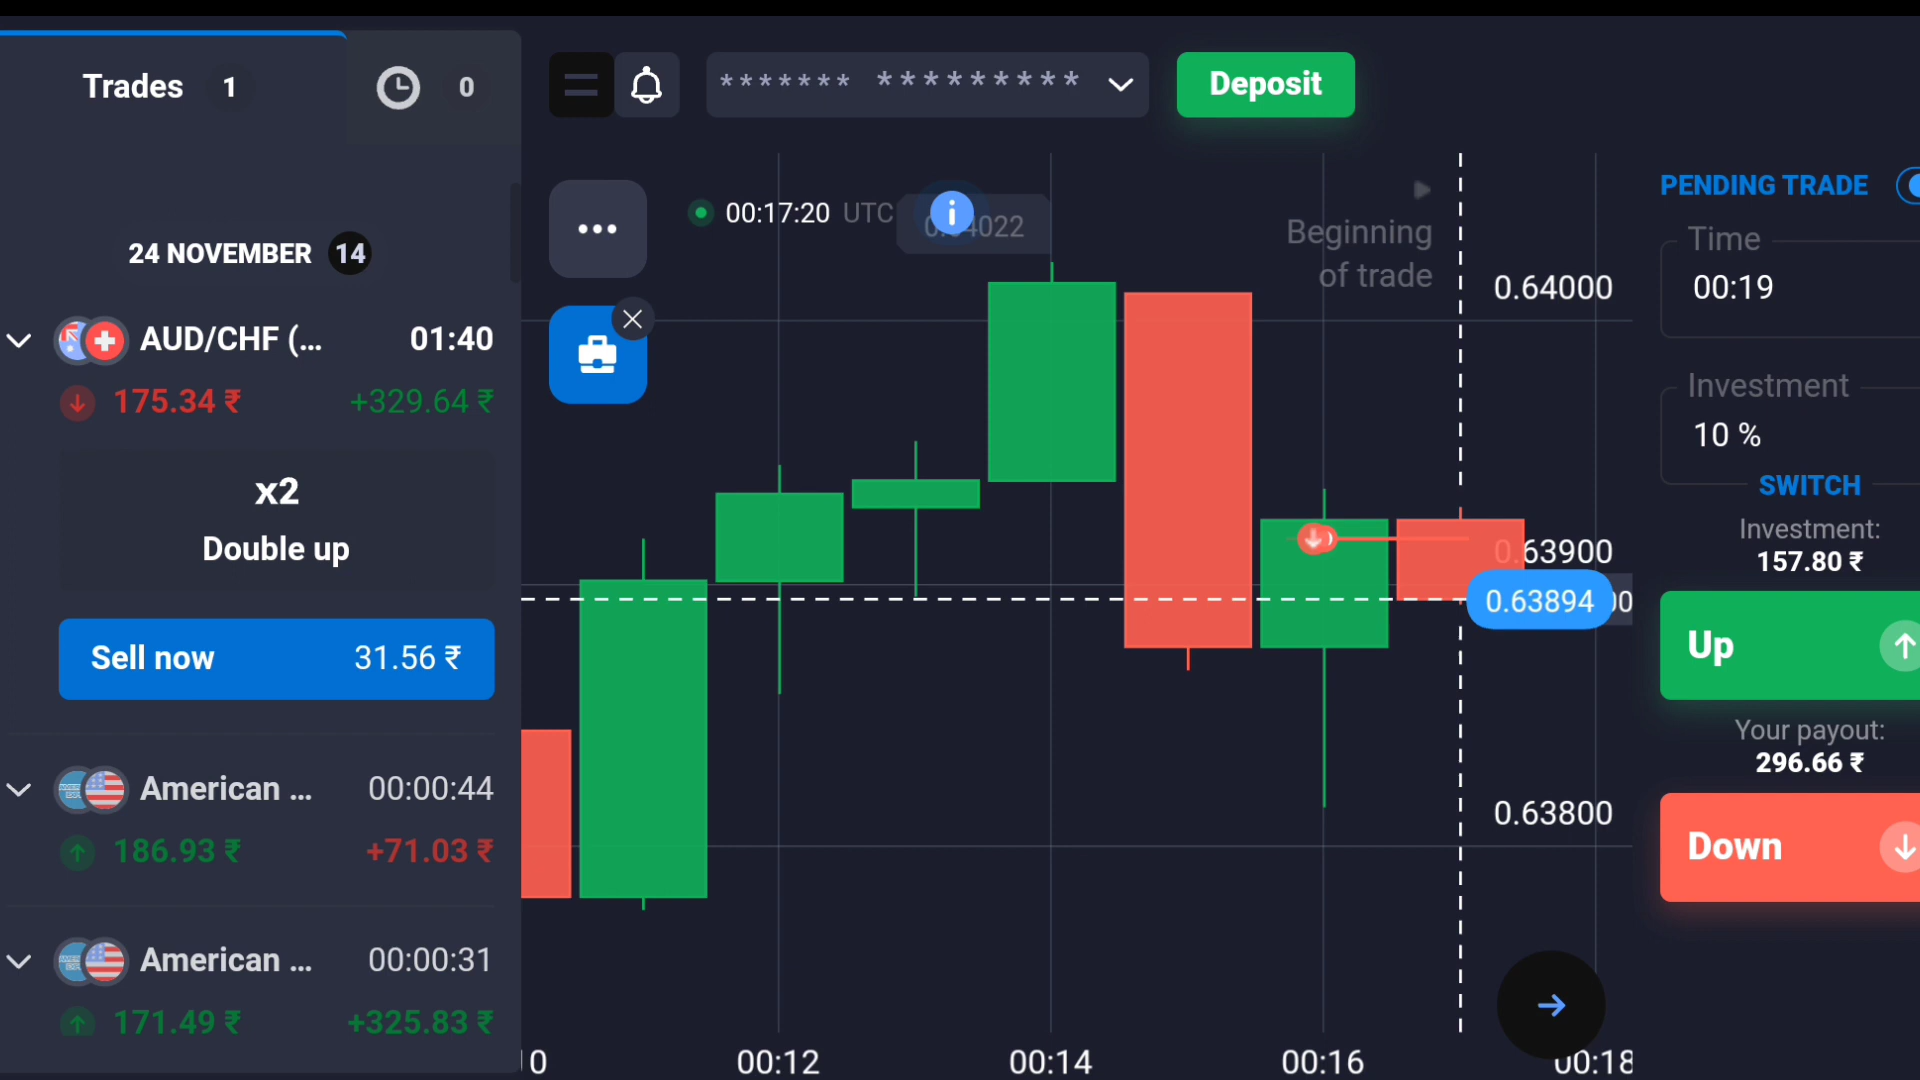 Trades 1
0
******* *********
Deposit
24 NOVEMBER 14
AUD/CHF (... 01:40
175.34 ₹ +329.64 ₹
x2
Double up
Sell now 31.56 ₹
American ... 00:00:44
186.93 ₹ +71.03 ₹
American ... 00:00:31
171.49 ₹ +325.83 ₹
00:17:20 UTC
Beginning
of trade
0.64000
0.63900
0.63894
0.63800
00:12
00:14
00:16
00:18
PENDING TRADE
Time
00:19
Investment
10 %
SWITCH
Investment:
157.80 ₹
Up
Your payout:
296.66 ₹
Down